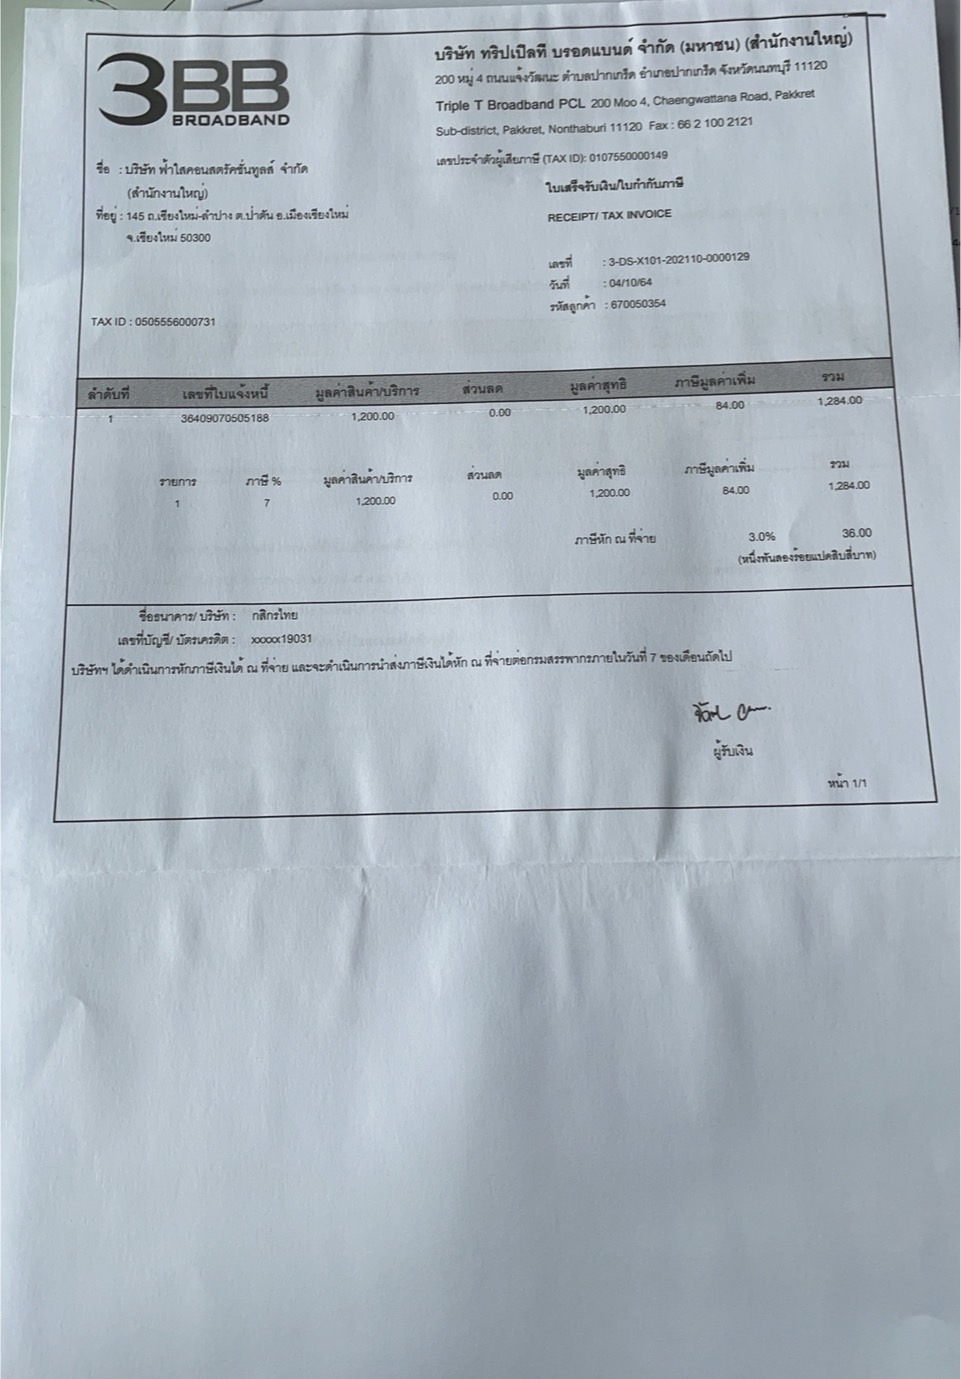 3BB
BROADBAND
บริษัท ทริปเปิลที บรอดแบนด์ จำกัด (มหาชน) (สำนักงานใหญ่)
200 หมู่ 4 ถนนแจ้งวัฒนะ ตำบลปากเกร็ด อำเภอปากเกร็ด จังหวัดนนทบุรี 11120
Triple T Broadband PCL 200 Moo 4, Chaengwattana Road, Pakkret
Sub-district, Pakkret, Nonthaburi 11120 Fax : 66 2 100 2121
เลขประจำตัวผู้เสียภาษี (TAX ID): 0107550000149
ชื่อ : บริษัท ฟ้าใสคอนสตรัคชั่นทูลส์ จำกัด
(สำนักงานใหญ่)
ที่อยู่ : 145 ถ.เชียงใหม่-ลำปาง ต.ป่าตัน อ.เมืองเชียงใหม่
จ.เชียงใหม่ 50300
ใบเสร็จรับเงิน/ใบกำกับภาษี
RECEIPT/ TAX INVOICE
เลขที่ : 3-DS-X101-202110-0000129
วันที่ : 04/10/64
รหัสลูกค้า : 670050354
TAX ID : 0505556000731
ลำดับที่ เลขที่ใบแจ้งหนี้ มูลค่าสินค้า/บริการ ส่วนลด มูลค่าสุทธิ ภาษีมูลค่าเพิ่ม รวม
1 36409070505188 1,200.00 0.00 1,200.00 84.00 1,284.00
รายการ ภาษี % มูลค่าสินค้า/บริการ ส่วนลด มูลค่าสุทธิ ภาษีมูลค่าเพิ่ม รวม
1 7 1,200.00 0.00 1,200.00 84.00 1,284.00
ภาษีหัก ณ ที่จ่าย 3.0% 36.00
(หนึ่งพันสองร้อยแปดสิบสี่บาท)
ชื่อธนาคาร/ บริษัท : กสิกรไทย
เลขที่บัญชี/ บัตรเครดิต : xxxxx19031
บริษัทฯ ได้ดำเนินการหักภาษีเงินได้ ณ ที่จ่าย และจะดำเนินการนำส่งภาษีเงินได้หัก ณ ที่จ่ายต่อกรมสรรพากรภายในวันที่ 7 ของเดือนถัดไป
ผู้รับเงิน
หน้า 1/1